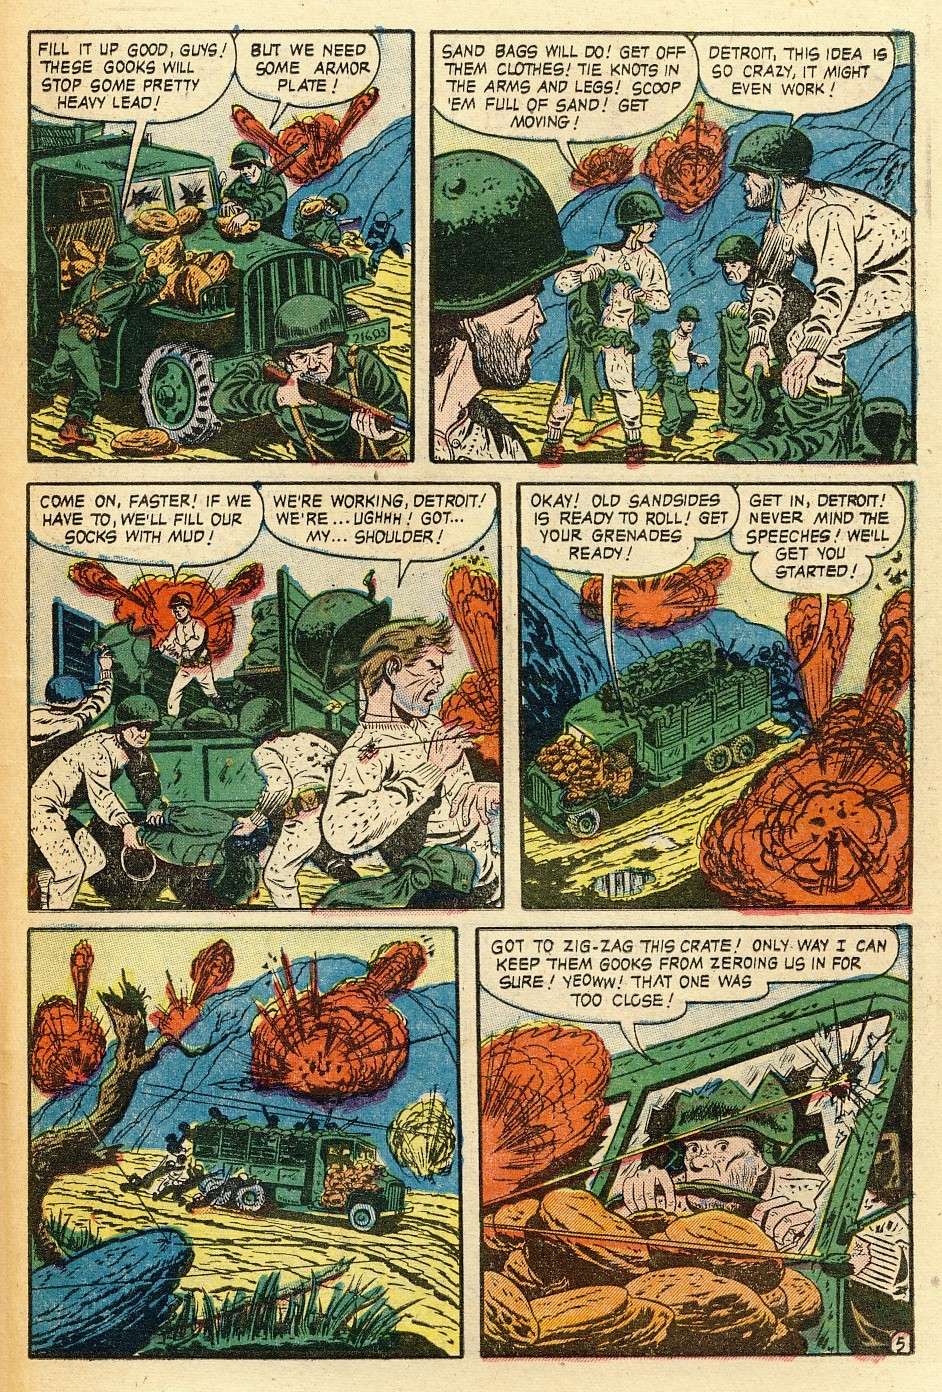 FILL IT UP GOOD, GUYS!
THESE GOOKS WILL
STOP SOME PRETTY
HEAVY LEAD!
BUT WE NEED
SOME ARMOR
PLATE!
31603
SAND BAGS WILL DO! GET OFF
THEM CLOTHES! TIE KNOTS IN
THE ARMS AND LEGS! SCOOP
'EM FULL OF SAND! GET
MOVING!
DETROIT, THIS IDEA IS
SO CRAZY, IT MIGHT
EVEN WORK!
COME ON, FASTER! IF WE
HAVE TO, WE'LL FILL OUR
SOCKS WITH MUD!
WE'RE WORKING, DETROIT!
WE'RE... UGHHH! GOT...
MY... SHOULDER!
OKAY! OLD SANDSIDES
IS READY TO ROLL! GET
YOUR GRENADES
READY!
GET IN, DETROIT!
NEVER MIND THE
SPEECHES! WE'LL
GET YOU
STARTED!
GOT TO ZIG-ZAG THIS CRATE! ONLY WAY I CAN
KEEP THEM GOOKS FROM ZEROING US IN FOR
SURE! YEOWW! THAT ONE WAS
TOO CLOSE!
5